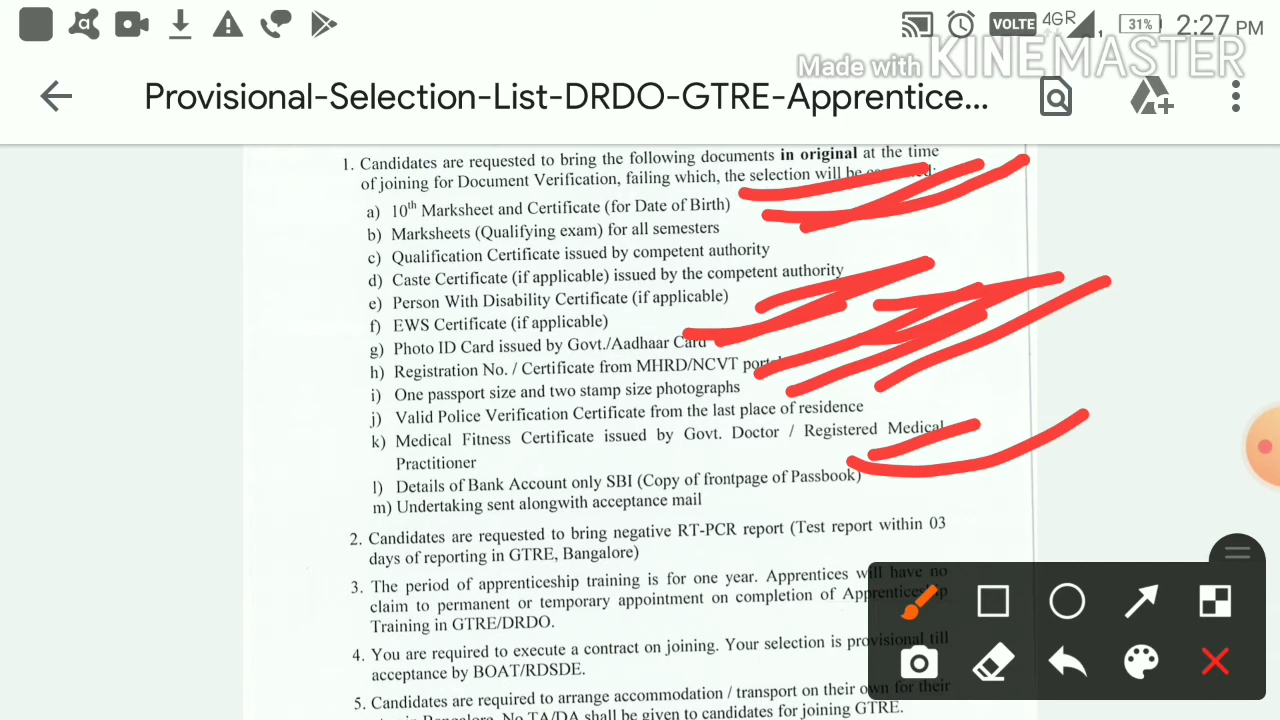 VOLTE 4GR 1 31% 2:27 PM
Made with KINEMASTER
Provisional-Selection-List-DRDO-GTRE-Apprentice...
1. Candidates are requested to bring the following documents in original at the time
of joining for Document Verification, failing which, the selection will be
a) 10th Marksheet and Certificate (for Date of Birth)
b) Marksheets (Qualifying exam) for all semesters
c) Qualification Certificate issued by competent authority
d) Caste Certificate (if applicable) issued by the competent authority
e) Person With Disability Certificate (if applicable)
f) EWS Certificate (if applicable)
g) Photo ID Card issued by Govt./Aadhaar Card
h) Registration No. / Certificate from MHRD/NCVT portal
i) One passport size and two stamp size photographs
j) Valid Police Verification Certificate from the last place of residence
k) Medical Fitness Certificate issued by Govt. Doctor / Registered Medical
Practitioner
l) Details of Bank Account only SBI (Copy of frontpage of Passbook)
m) Undertaking sent alongwith acceptance mail
2. Candidates are requested to bring negative RT-PCR report (Test report within 03
days of reporting in GTRE, Bangalore)
3. The period of apprenticeship training is for one year. Apprentices will have no
claim to permanent or temporary appointment on completion of Apprenticeship
Training in GTRE/DRDO.
4. You are required to execute a contract on joining. Your selection is provisional till
acceptance by BOAT/RDSDE.
5. Candidates are required to arrange accommodation / transport on their own for their
in Bangalore. No TA/DA shall be given to candidates for joining GTRE.